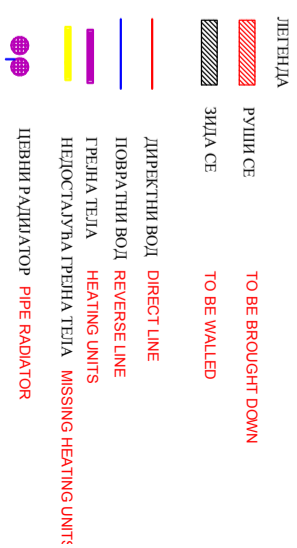 ЛЕГЕНДА
РУШИ СЕ TO BE BROUGHT DOWN
ЗИДА СЕ TO BE WALLED
ДИРЕКТНИ ВОД DIRECT LINE
ПОВРАТНИ ВОД REVERSE LINE
ГРЕЈНА ТЕЛА HEATING UNITS
НЕДОСТАЈУЋА ГРЕЈНА ТЕЛА MISSING HEATING UNITS
ЦЕВНИ РАДИЈАТОР PIPE RADIATOR